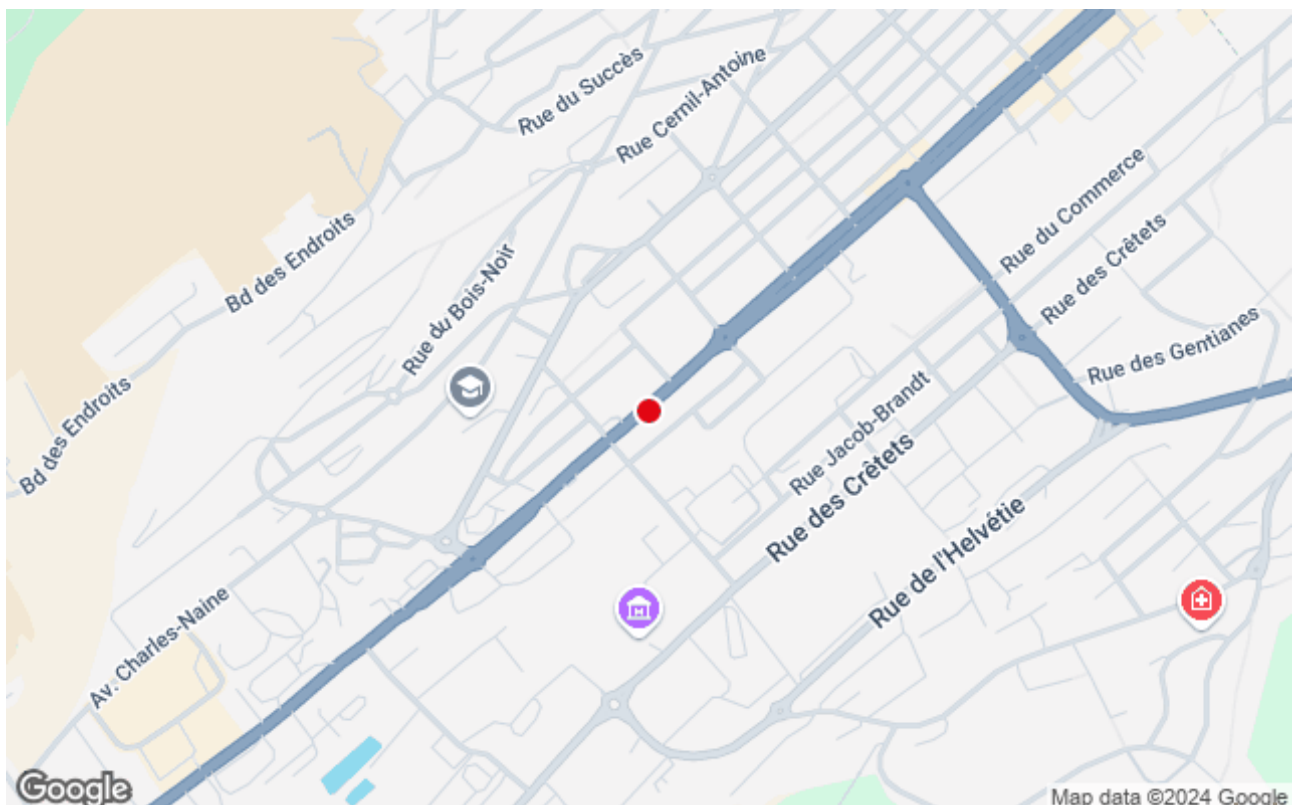 Rue du Succès
Rue Cernil-Antoine
Rue du Commerce
Bd des Endroits
Rue du Bois-Noir
Rue des Crêtets
Rue des Gentianes
Bd des Endroits
Rue Jacob-Brandt
Rue des Crêtets
Rue de l'Helvétie
Av. Charles-Naine
M
Google
Map data ©2024 Google